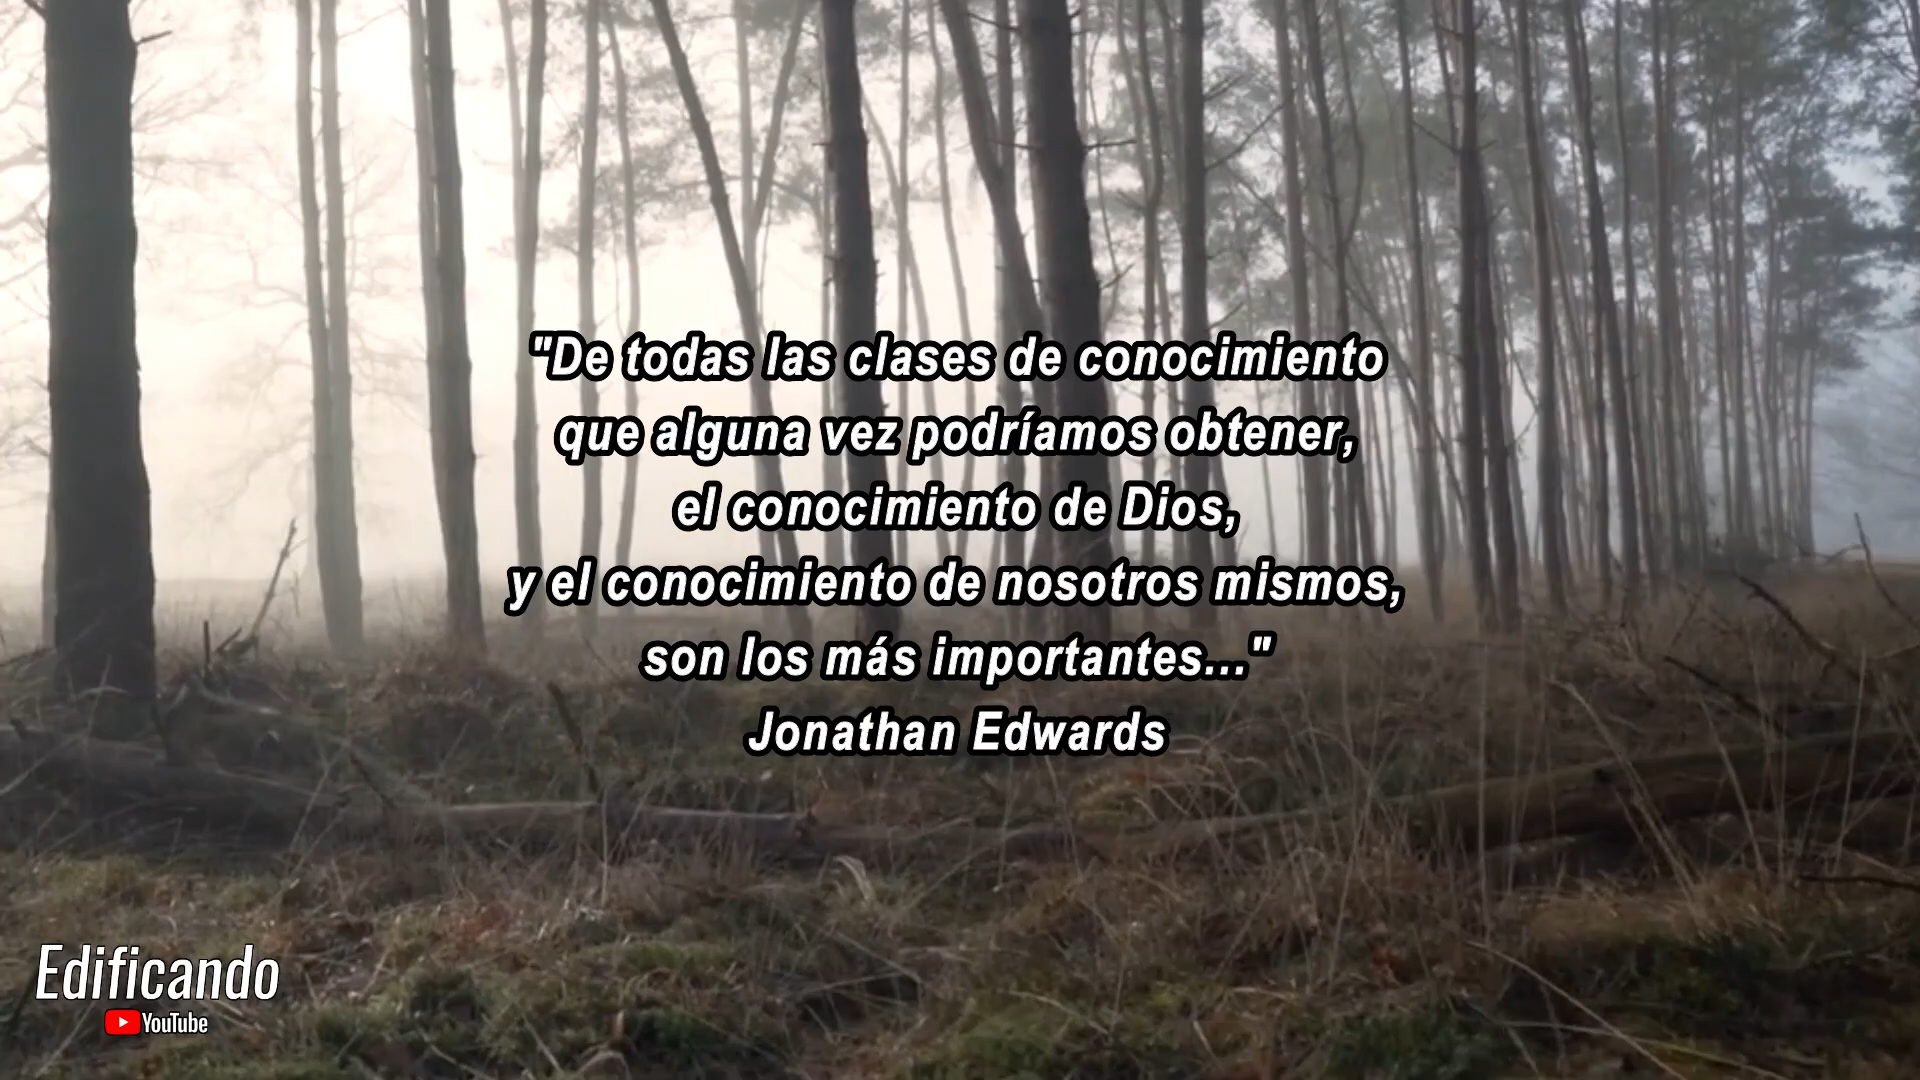 "De todas las clases de conocimiento
que alguna vez podríamos obtener,
el conocimiento de Dios,
y el conocimiento de nosotros mismos,
son los más importantes..."
Jonathan Edwards
Edificando
YouTube